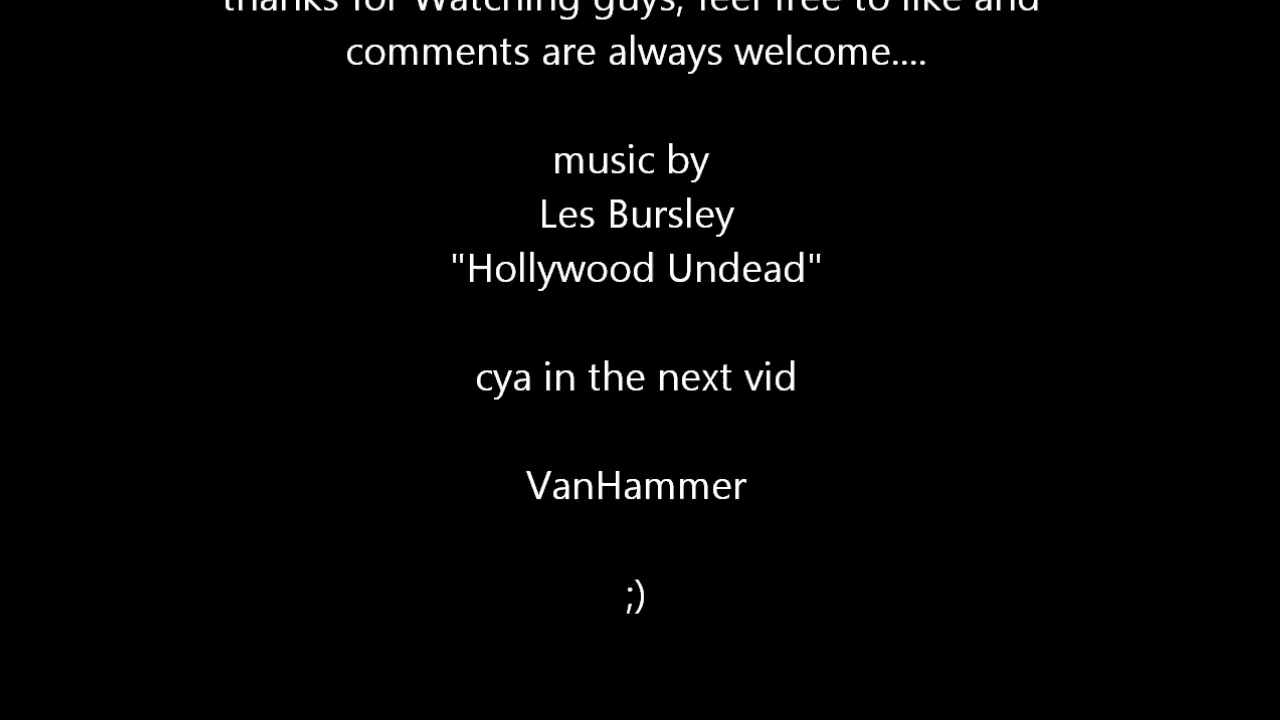 thanks for Watching guys, feel free to like and
comments are always welcome....
music by
Les Bursley
"Hollywood Undead"
cya in the next vid
VanHammer
;)